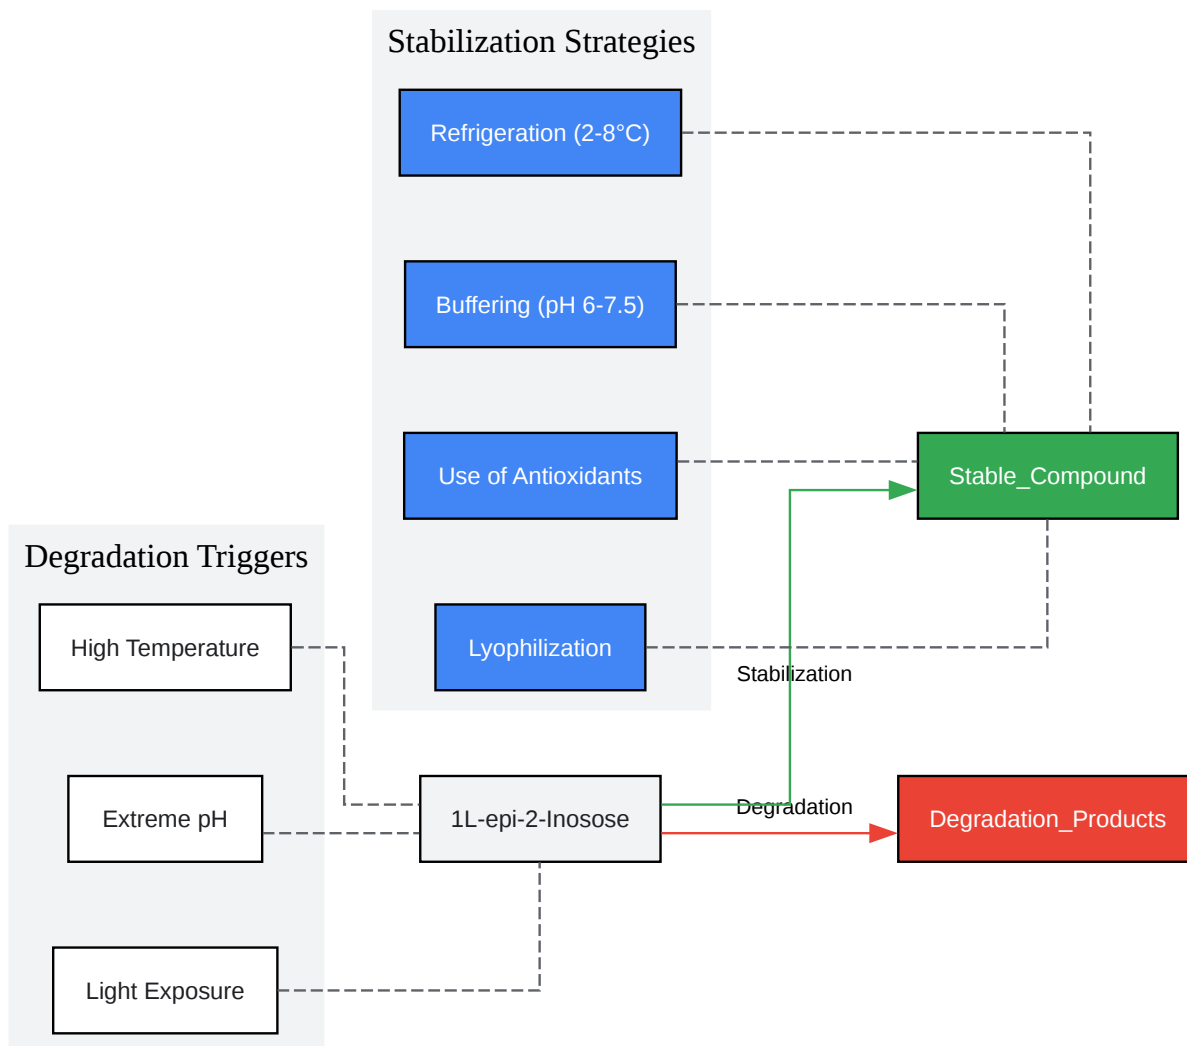 Stabilization Strategies
Refrigeration (2-8°C)
Buffering (pH 6-7.5)
Use of Antioxidants
Stable_Compound
Degradation Triggers
High Temperature
Lyophilization
Stabilization
Extreme pH
1L-epi-2-Inosose
Degradation
Degradation_Products
Light Exposure